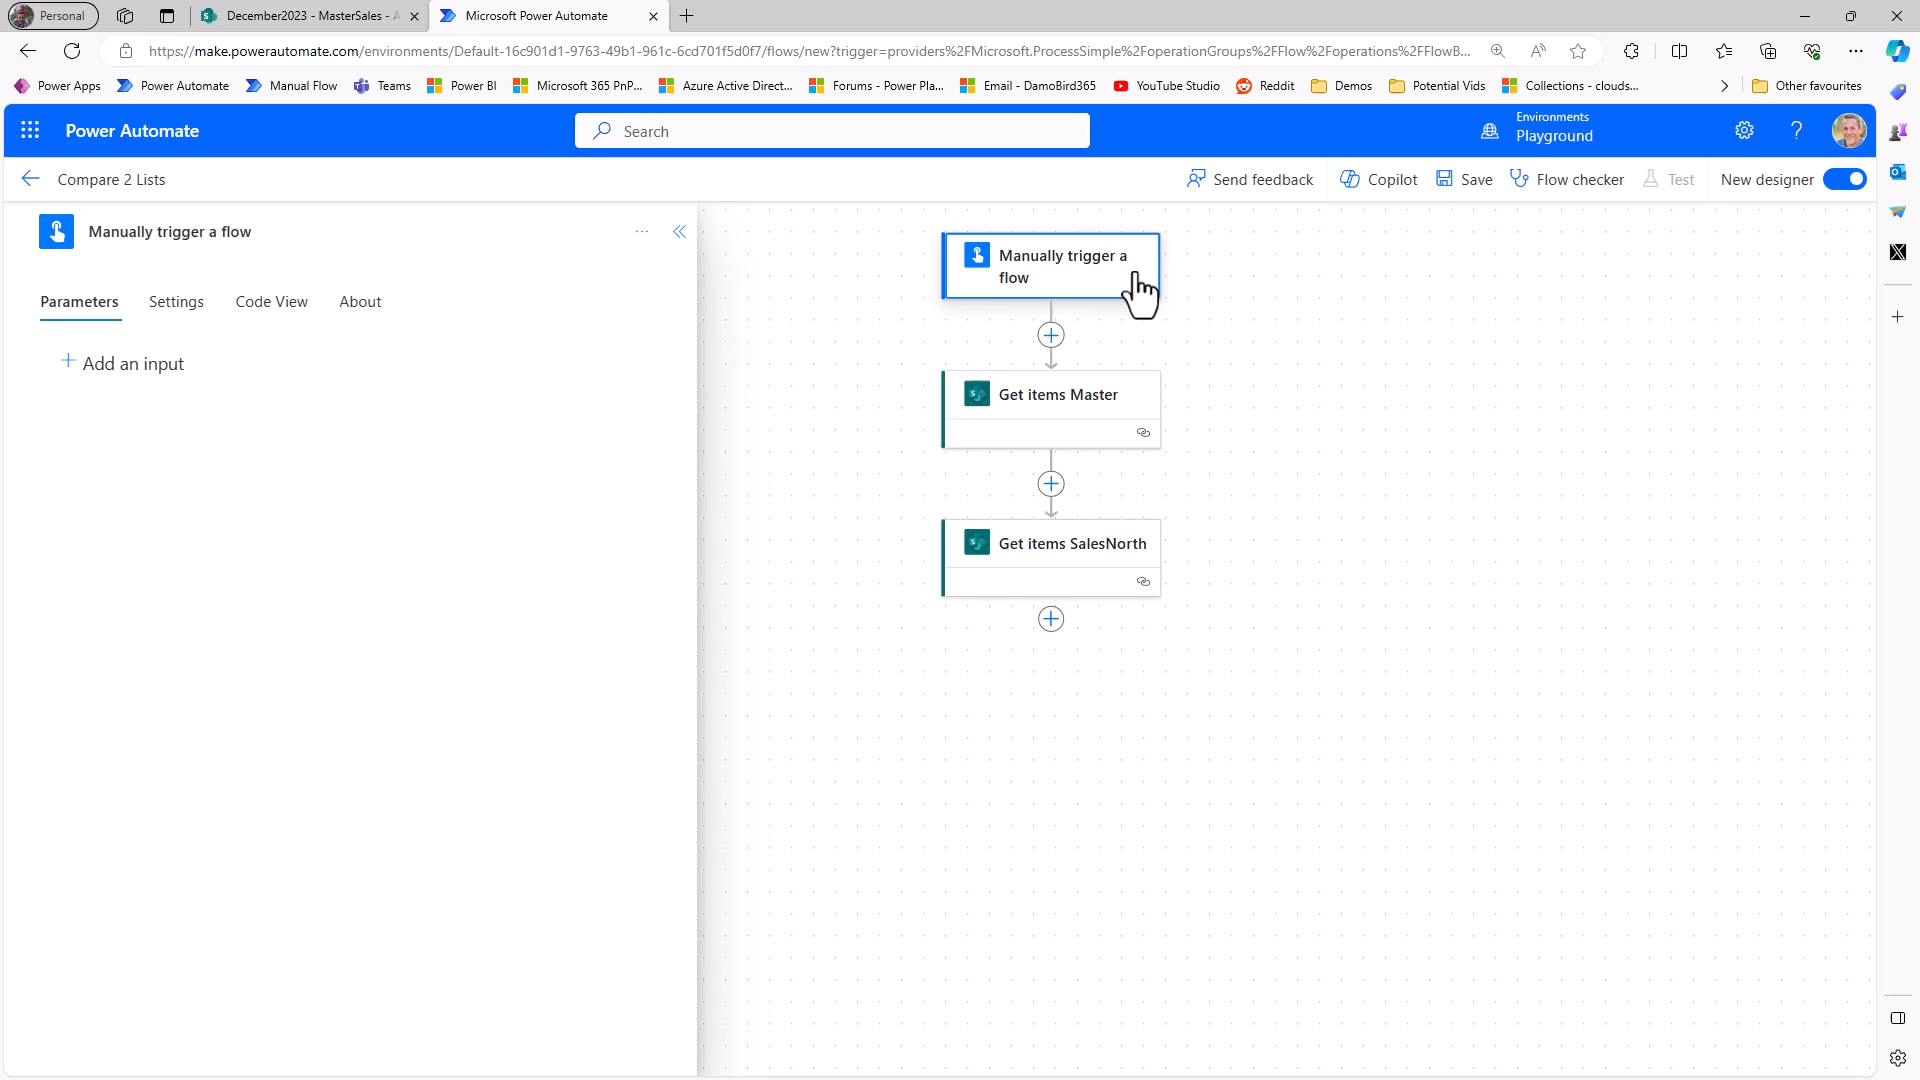 Personal
December2023 - MasterSales - A
Microsoft Power Automate
https://make.powerautomate.com/environments/Default-16c901d1-9763-49b1-961c-6cd701f5d0f7/flows/new?trigger=providers%2FMicrosoft.ProcessSimple%2FoperationGroups%2FFlow%2Foperations%2FFlowB...
Power Apps
Power Automate
Manual Flow
Teams
Power BI
Microsoft 365 PnP...
Azure Active Direct...
Forums - Power Pla...
Email - DamoBird365
YouTube Studio
Reddit
Demos
Potential Vids
Collections - clouds...
Other favourites
Power Automate
Search
Environments
Playground
Compare 2 Lists
Send feedback
Copilot
Save
Flow checker
Test
New designer
Manually trigger a flow
Parameters
Settings
Code View
About
Add an input
Manually trigger a
flow
Get items Master
Get items SalesNorth